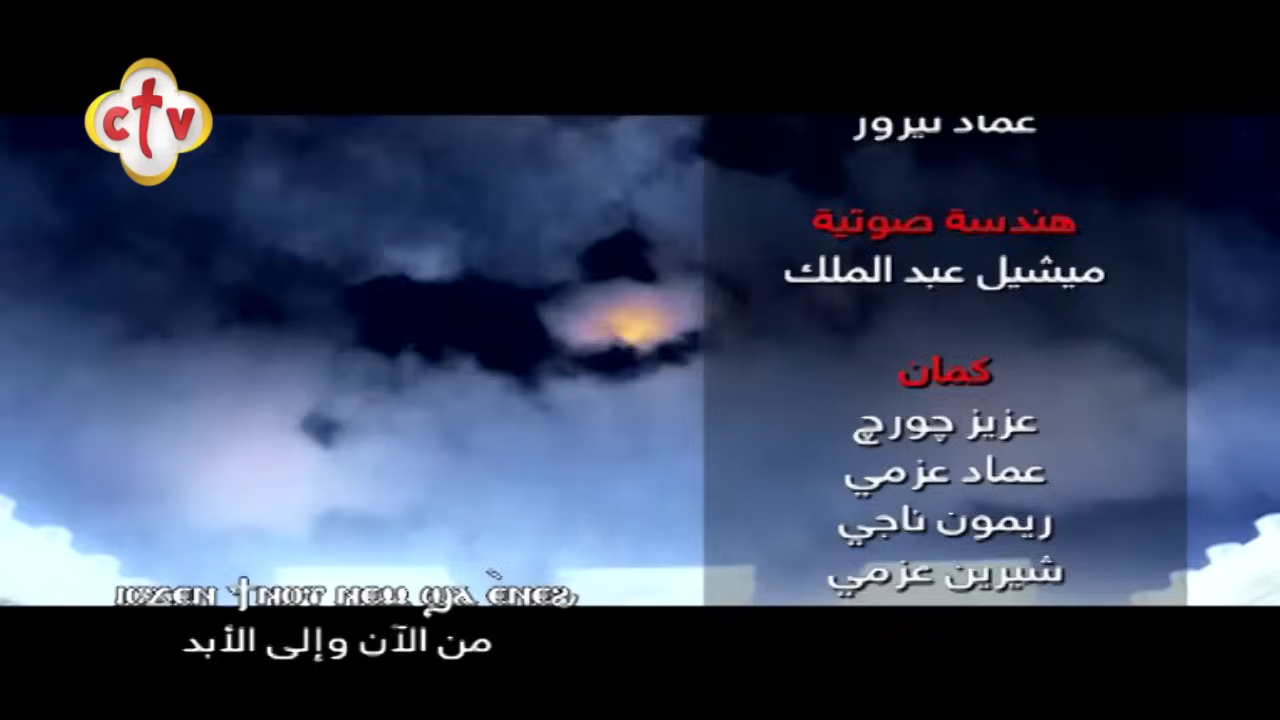 ctv
عماد نيروز
هندسة صوتية
ميشيل عبد الملك
كمان
عزيز چورچ
عماد عزمي
ريمون ناجي
شيرين عزمي
ⲓⲥϫⲉⲛ ϯⲛⲟⲩ ⲛⲉⲙ ϣⲁ ⲉ̀ⲛⲉϩ
من الآن وإلى الأبد